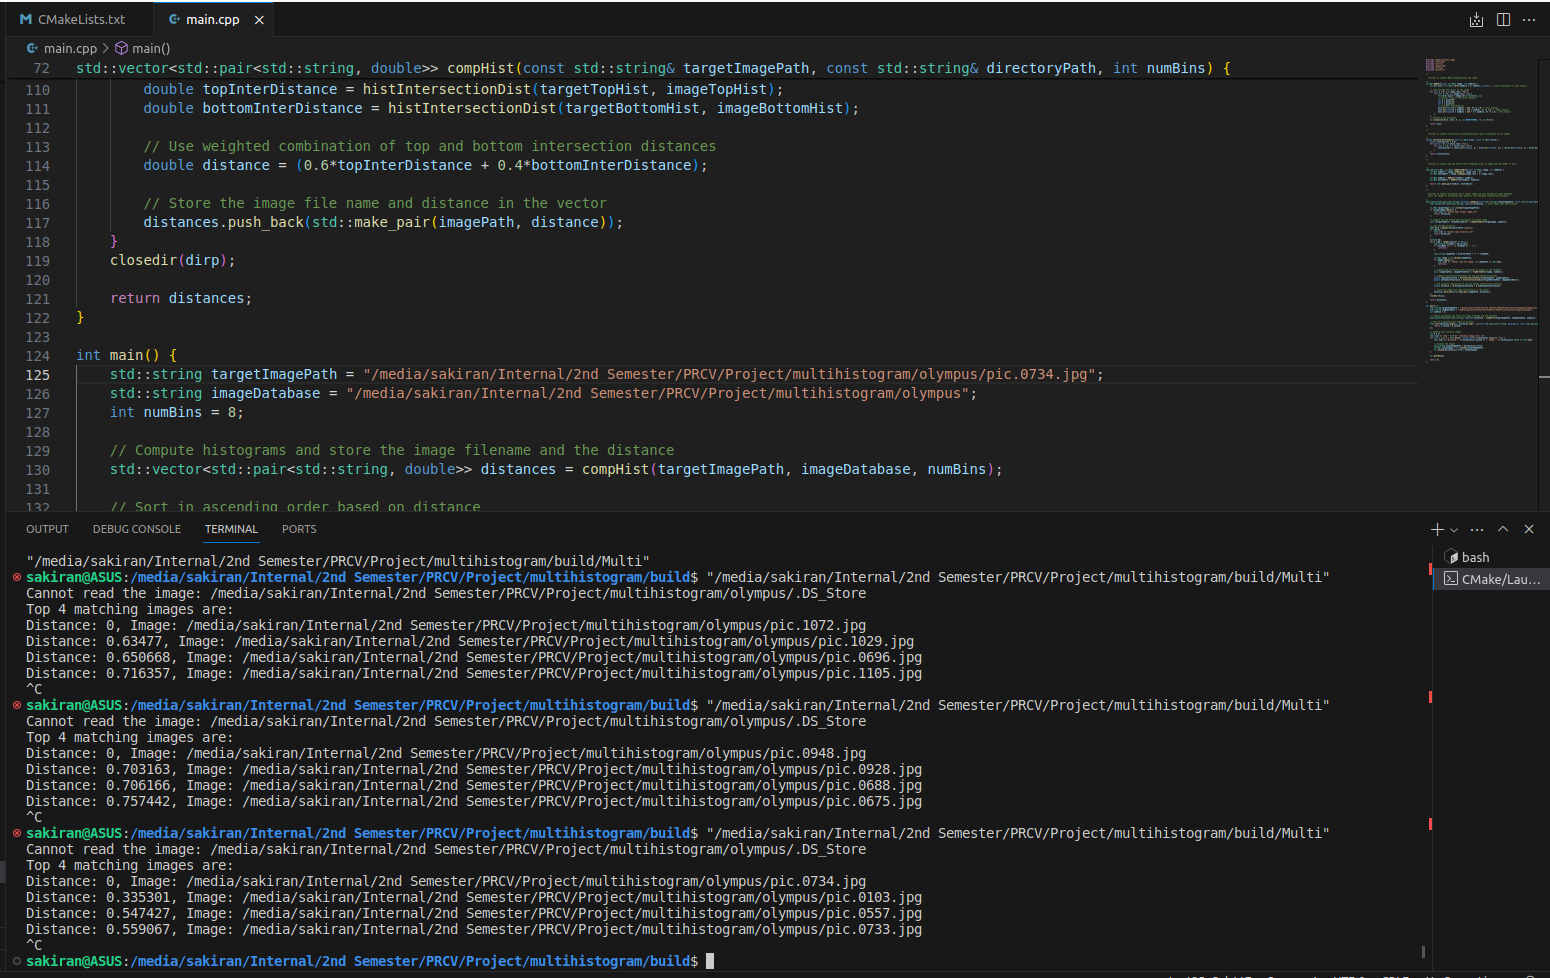 CMakeLists.txt
main.cpp
main.cpp > main()
72 std::vector<std::pair<std::string, double>> compHist(const std::string& targetImagePath, const std::string& directoryPath, int numBins) {
110 double topInterDistance = histIntersectionDist(targetTopHist, imageTopHist);
111 double bottomInterDistance = histIntersectionDist(targetBottomHist, imageBottomHist);
112
113 // Use weighted combination of top and bottom intersection distances
114 double distance = (0.6*topInterDistance + 0.4*bottomInterDistance);
115
116 // Store the image file name and distance in the vector
117 distances.push_back(std::make_pair(imagePath, distance));
118 }
119 closedir(dirp);
120
121 return distances;
122 }
123
124 int main() {
125 std::string targetImagePath = "/media/sakiran/Internal/2nd Semester/PRCV/Project/multihistogram/olympus/pic.0734.jpg";
126 std::string imageDatabase = "/media/sakiran/Internal/2nd Semester/PRCV/Project/multihistogram/olympus";
127 int numBins = 8;
128
129 // Compute histograms and store the image filename and the distance
130 std::vector<std::pair<std::string, double>> distances = compHist(targetImagePath, imageDatabase, numBins);
131
132 // Sort in ascending order based on distance
OUTPUT DEBUG CONSOLE TERMINAL PORTS
"/media/sakiran/Internal/2nd Semester/PRCV/Project/multihistogram/build/Multi"
sakiran@ASUS:/media/sakiran/Internal/2nd Semester/PRCV/Project/multihistogram/build$ "/media/sakiran/Internal/2nd Semester/PRCV/Project/multihistogram/build/Multi"
Cannot read the image: /media/sakiran/Internal/2nd Semester/PRCV/Project/multihistogram/olympus/.DS_Store
Top 4 matching images are:
Distance: 0, Image: /media/sakiran/Internal/2nd Semester/PRCV/Project/multihistogram/olympus/pic.1072.jpg
Distance: 0.63477, Image: /media/sakiran/Internal/2nd Semester/PRCV/Project/multihistogram/olympus/pic.1029.jpg
Distance: 0.650668, Image: /media/sakiran/Internal/2nd Semester/PRCV/Project/multihistogram/olympus/pic.0696.jpg
Distance: 0.716357, Image: /media/sakiran/Internal/2nd Semester/PRCV/Project/multihistogram/olympus/pic.1105.jpg
^C
sakiran@ASUS:/media/sakiran/Internal/2nd Semester/PRCV/Project/multihistogram/build$ "/media/sakiran/Internal/2nd Semester/PRCV/Project/multihistogram/build/Multi"
Cannot read the image: /media/sakiran/Internal/2nd Semester/PRCV/Project/multihistogram/olympus/.DS_Store
Top 4 matching images are:
Distance: 0, Image: /media/sakiran/Internal/2nd Semester/PRCV/Project/multihistogram/olympus/pic.0948.jpg
Distance: 0.703163, Image: /media/sakiran/Internal/2nd Semester/PRCV/Project/multihistogram/olympus/pic.0928.jpg
Distance: 0.706166, Image: /media/sakiran/Internal/2nd Semester/PRCV/Project/multihistogram/olympus/pic.0688.jpg
Distance: 0.757442, Image: /media/sakiran/Internal/2nd Semester/PRCV/Project/multihistogram/olympus/pic.0675.jpg
^C
sakiran@ASUS:/media/sakiran/Internal/2nd Semester/PRCV/Project/multihistogram/build$ "/media/sakiran/Internal/2nd Semester/PRCV/Project/multihistogram/build/Multi"
Cannot read the image: /media/sakiran/Internal/2nd Semester/PRCV/Project/multihistogram/olympus/.DS_Store
Top 4 matching images are:
Distance: 0, Image: /media/sakiran/Internal/2nd Semester/PRCV/Project/multihistogram/olympus/pic.0734.jpg
Distance: 0.335301, Image: /media/sakiran/Internal/2nd Semester/PRCV/Project/multihistogram/olympus/pic.0103.jpg
Distance: 0.547427, Image: /media/sakiran/Internal/2nd Semester/PRCV/Project/multihistogram/olympus/pic.0557.jpg
Distance: 0.559067, Image: /media/sakiran/Internal/2nd Semester/PRCV/Project/multihistogram/olympus/pic.0733.jpg
^C
sakiran@ASUS:/media/sakiran/Internal/2nd Semester/PRCV/Project/multihistogram/build$
bash
CMake/Lau...